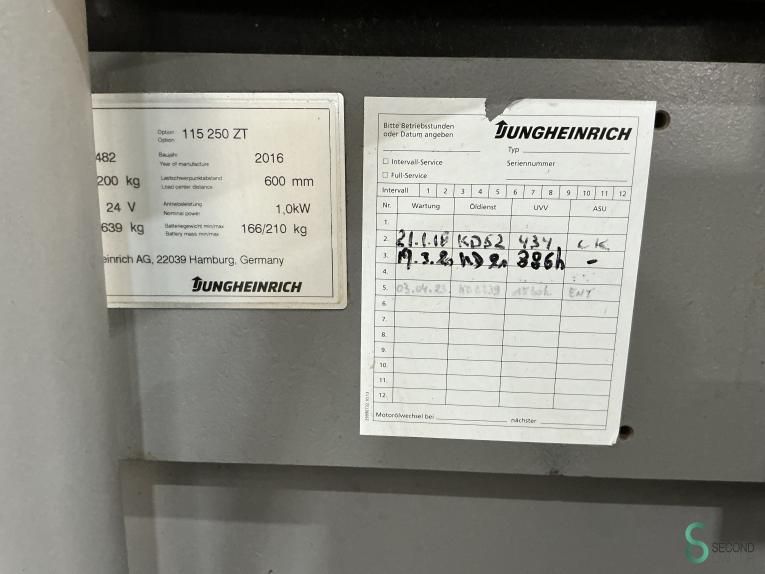 Option 115 250 ZT
Option
482 Baujahr 2016
Year of manufacture
200 kg Lastschwerpunktabstand 600 mm
Load center distance
24 V Antriebsleistung 1,0kW
Nominal power
639 kg Batteriegewicht min/max 166/210 kg
Battery mass min/max
einrich AG, 22039 Hamburg, Germany
JUNGHEINRICH
Bitte Betriebsstunden
oder Datum angeben
JUNGHEINRICH
Typ
Intervall-Service Seriennummer
Full-Service
Intervall 1 2 3 4 5 6 7 8 9 10 11 12
Nr. Wartung Öldienst UVV ASU
1.
2. 21.1.18 KD52 434
3. 886h -
4.
5. 03.04.23 ENT
6.
7.
8.
9.
10.
11.
12.
Motorölwechsel bei nächster
SECOND